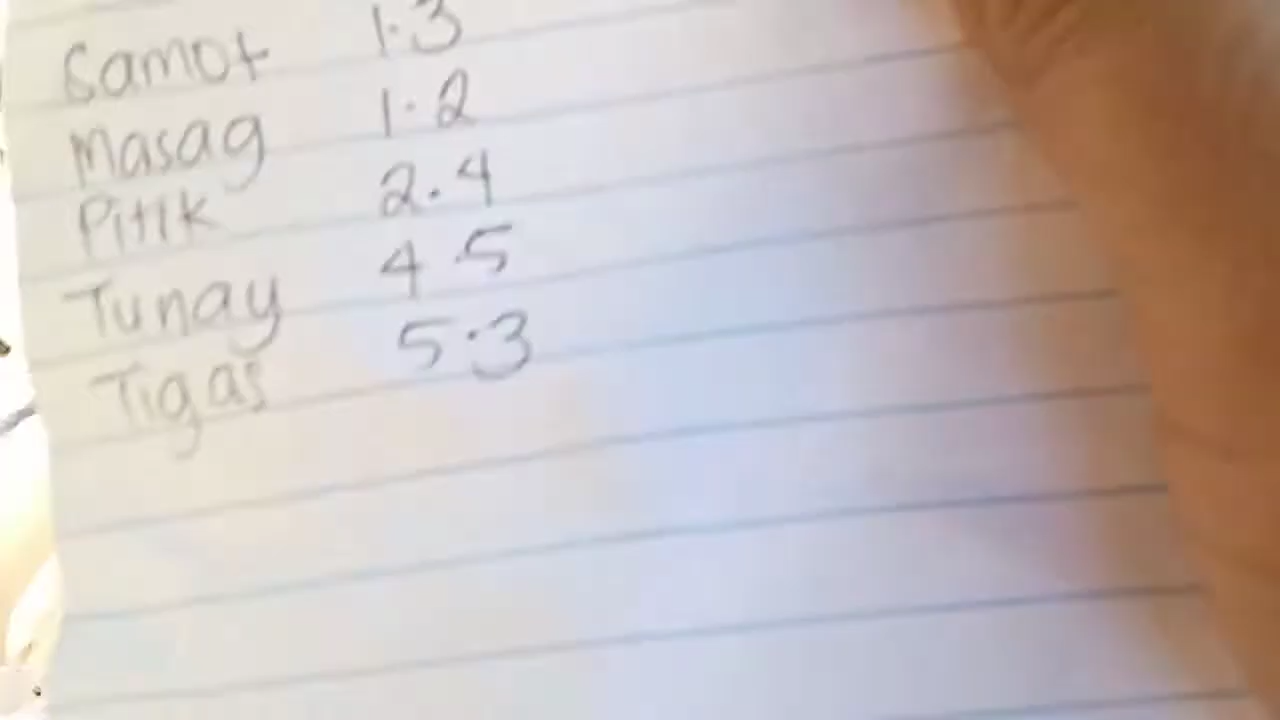 Samot 1.3
Masag 1.2
Pitik 2.4
Tunay 4.5
Tigas 5.3